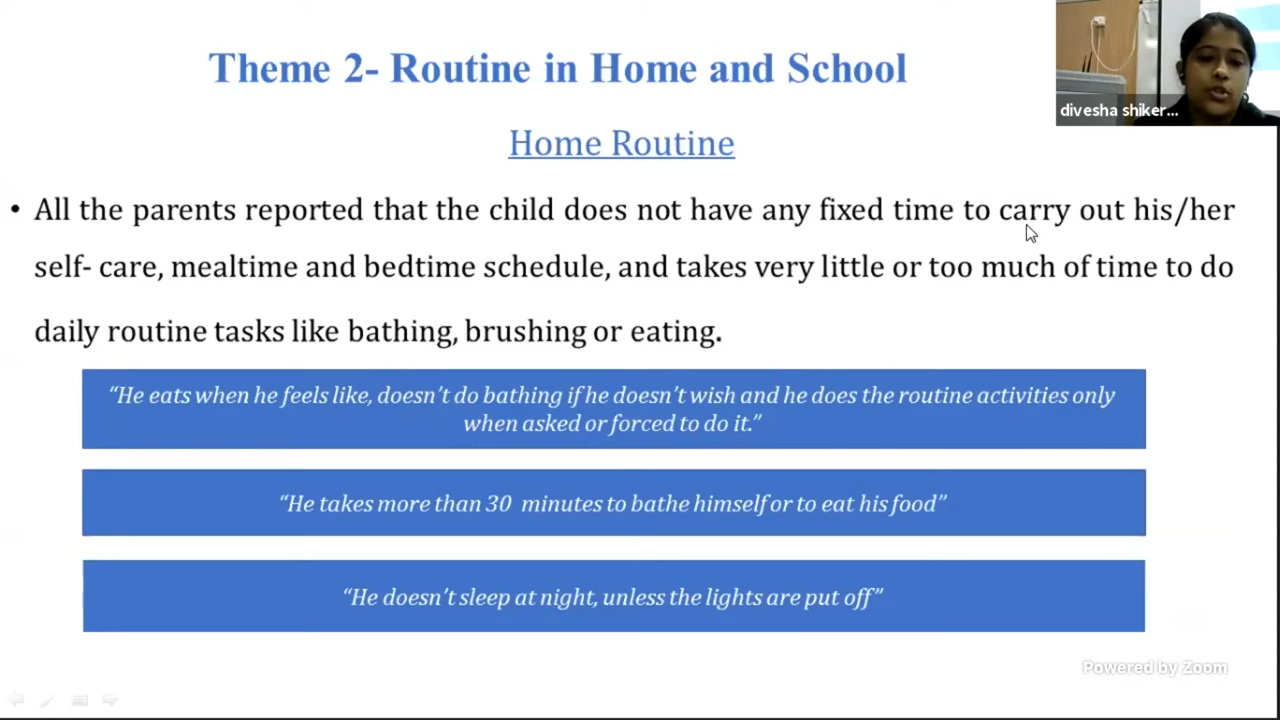 Theme 2- Routine in Home and School
divesha shiker...
Home Routine
• All the parents reported that the child does not have any fixed time to carry out his/her
self- care, mealtime and bedtime schedule, and takes very little or too much of time to do
daily routine tasks like bathing, brushing or eating.
“He eats when he feels like, doesn’t do bathing if he doesn’t wish and he does the routine activities only
when asked or forced to do it.”
“He takes more than 30 minutes to bathe himself or to eat his food”
“He doesn’t sleep at night, unless the lights are put off”
Powered by Zoom